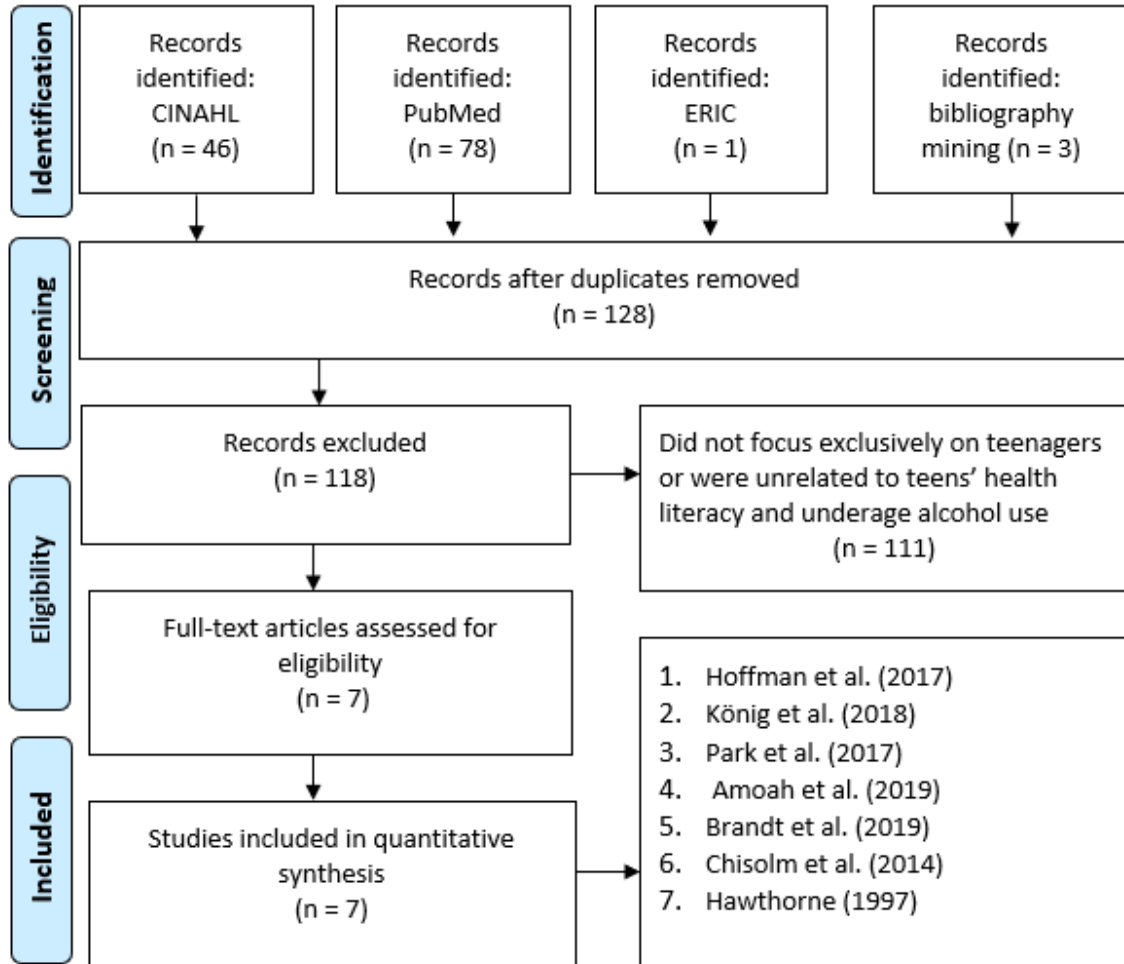 Identification
Records
identified:
CINAHL
(n = 46)
Records
identified:
PubMed
(n = 78)
Records
identified:
ERIC
(n = 1)
Records
identified:
bibliography
mining (n = 3)
Screening
Records after duplicates removed
(n = 128)
Records excluded
(n = 118)
Did not focus exclusively on teenagers
or were unrelated to teens’ health
literacy and underage alcohol use
(n = 111)
Eligibility
Full-text articles assessed for
eligibility
(n = 7)
Included
Studies included in quantitative
synthesis
(n = 7)
1. Hoffman et al. (2017)
2. König et al. (2018)
3. Park et al. (2017)
4. Amoah et al. (2019)
5. Brandt et al. (2019)
6. Chisolm et al. (2014)
7. Hawthorne (1997)